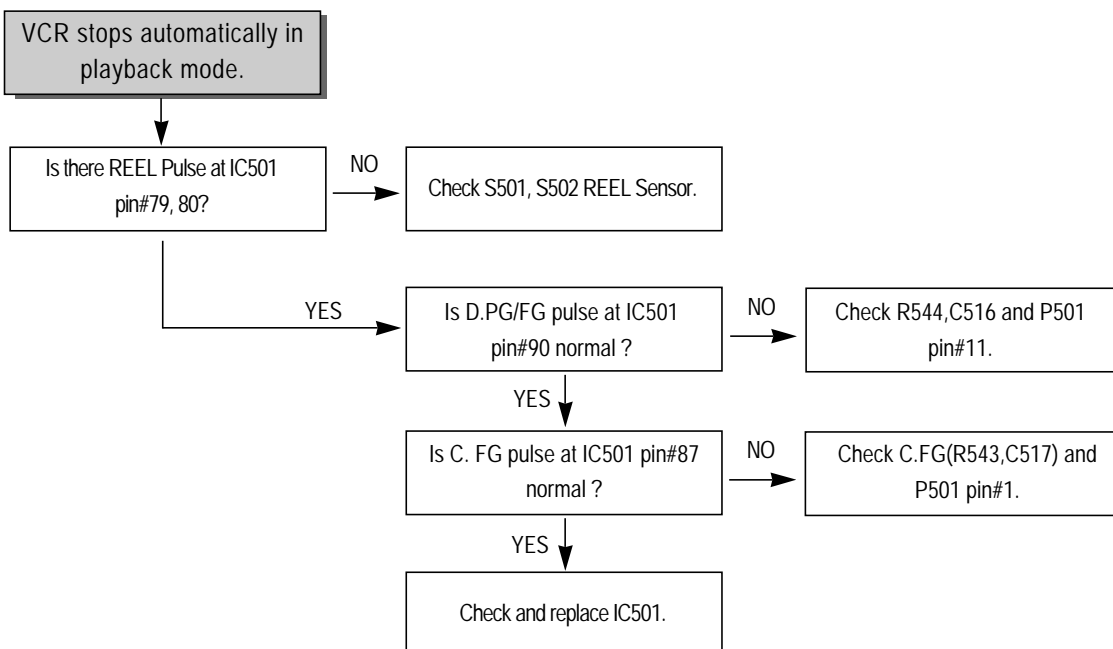 VCR stops automatically in
playback mode.
Is there REEL Pulse at IC501
pin#79, 80?
NO
Check S501, S502 REEL Sensor.
YES
Is D.PG/FG pulse at IC501
pin#90 normal ?
NO
Check R544,C516 and P501
pin#11.
YES
Is C. FG pulse at IC501 pin#87
normal ?
NO
Check C.FG(R543,C517) and
P501 pin#1.
YES
Check and replace IC501.